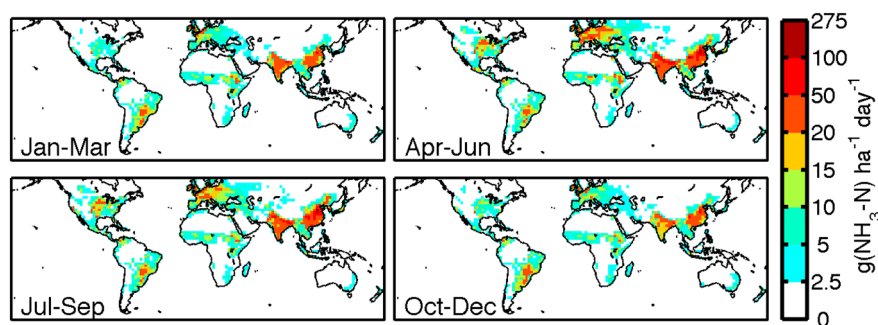 Jan-Mar
Apr-Jun
Jul-Sep
Oct-Dec
275
100
50
20
15
10
5
2.5
0
g(NH₃-N) ha⁻¹ day⁻¹